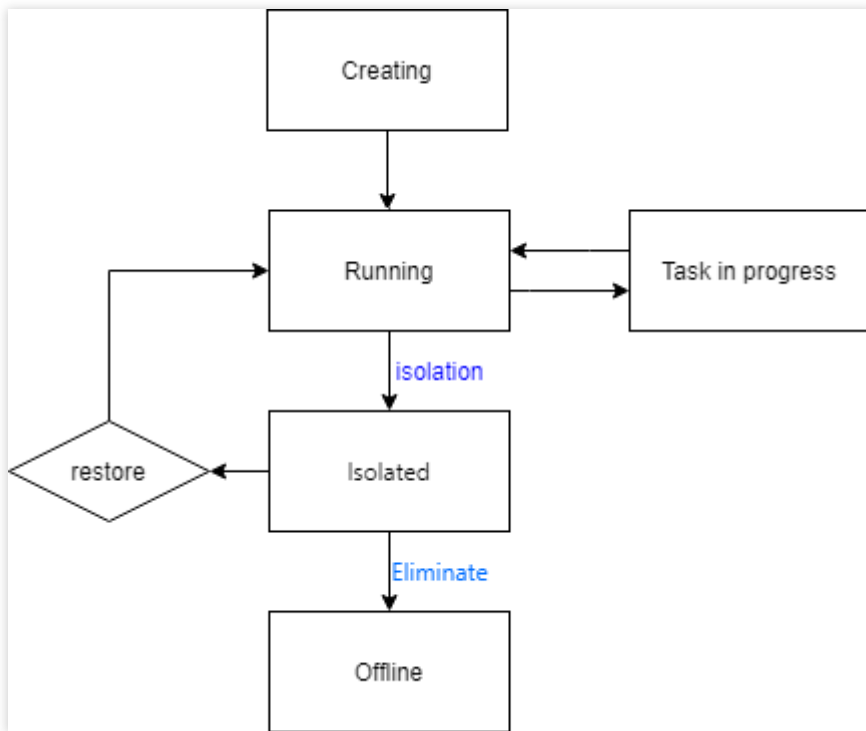 Creating
Running
Task in progress
isolation
restore
Isolated
Eliminate
Offline